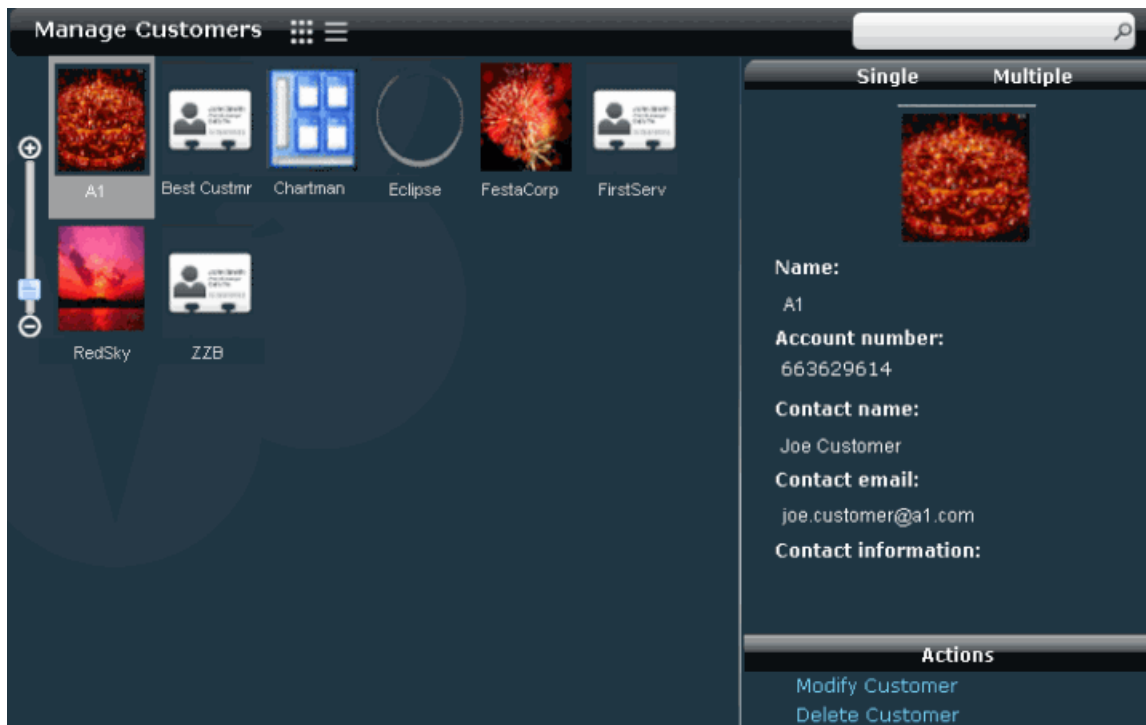 Manage Customers
Single Multiple
A1
Best Custmr
Chartman
Eclipse
FestaCorp
FirstServ
RedSky
ZZB
Name:
A1
Account number:
663629614
Contact name:
Joe Customer
Contact email:
joe.customer@a1.com
Contact information:
Actions
Modify Customer
Delete Customer